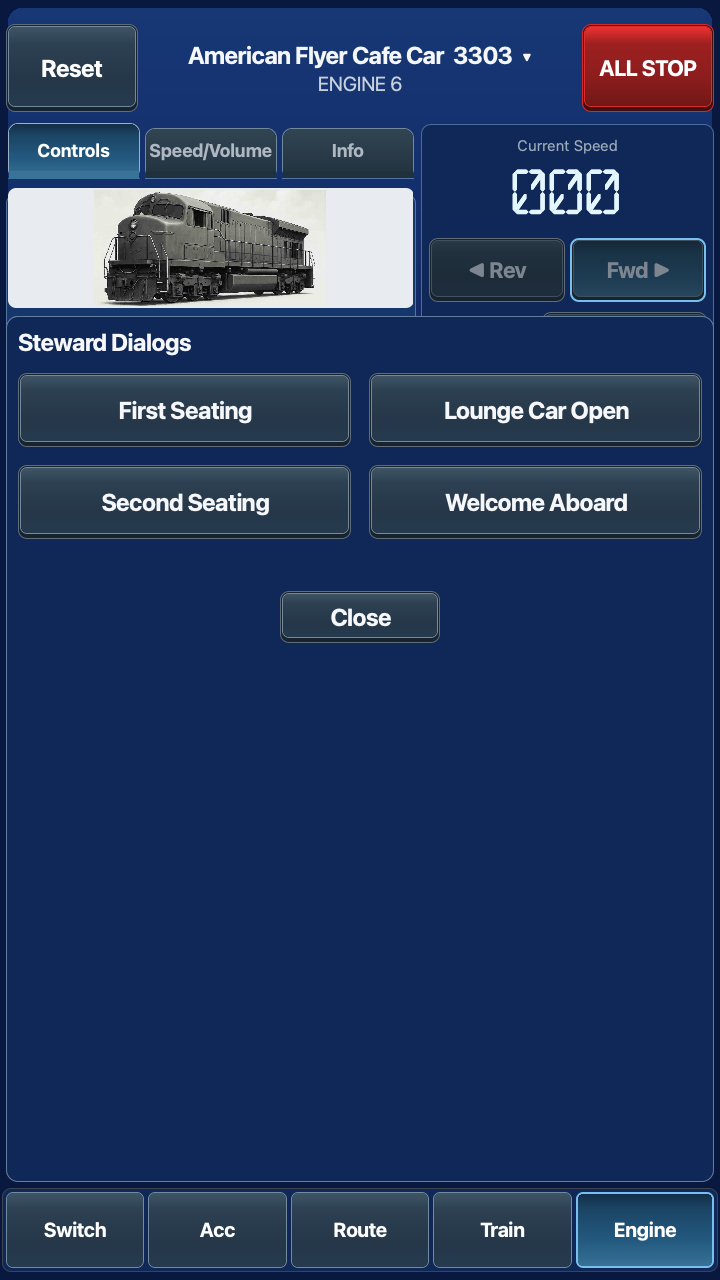 Reset
American Flyer Cafe Car 3303 ▼
ENGINE 6
ALL STOP
Controls
Speed/Volume
Info
Current Speed
000
◀ Rev
Fwd ▶
Steward Dialogs
First Seating
Lounge Car Open
Second Seating
Welcome Aboard
Close
Switch
Acc
Route
Train
Engine